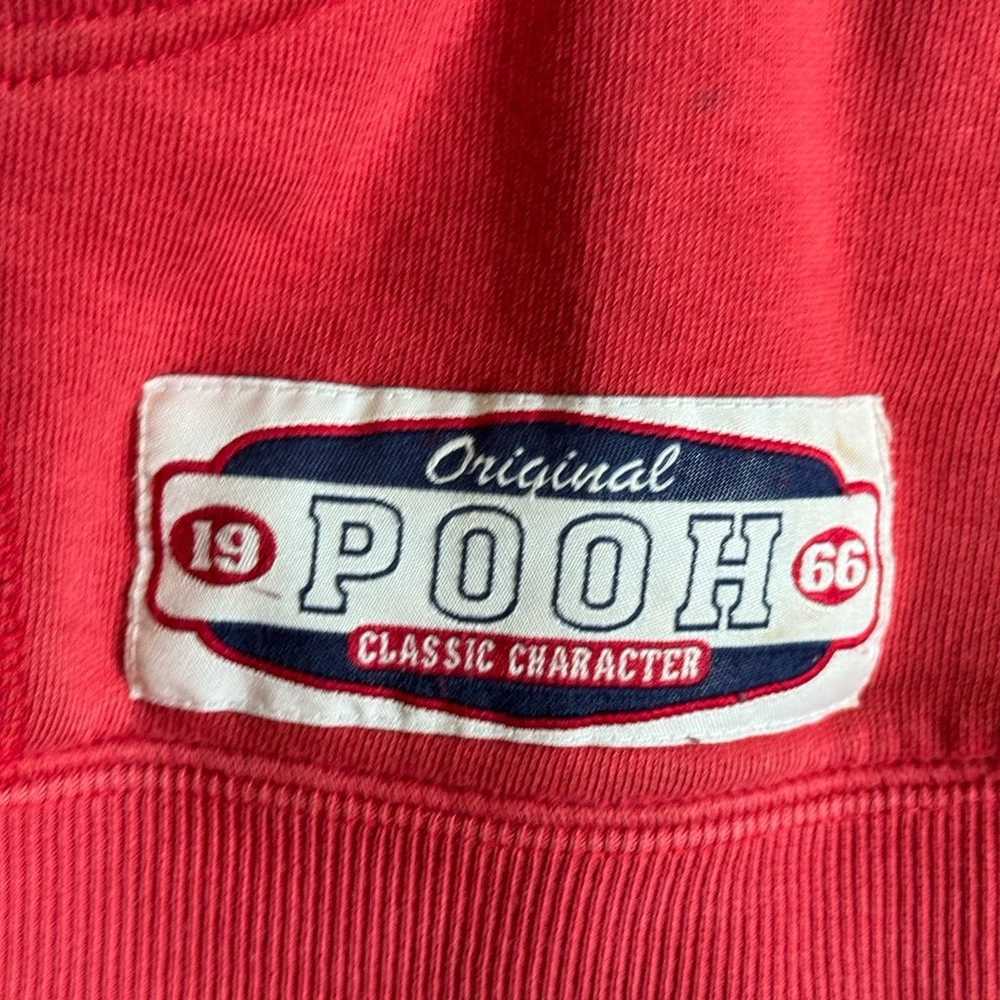 Original
19 POOH 66
CLASSIC CHARACTER